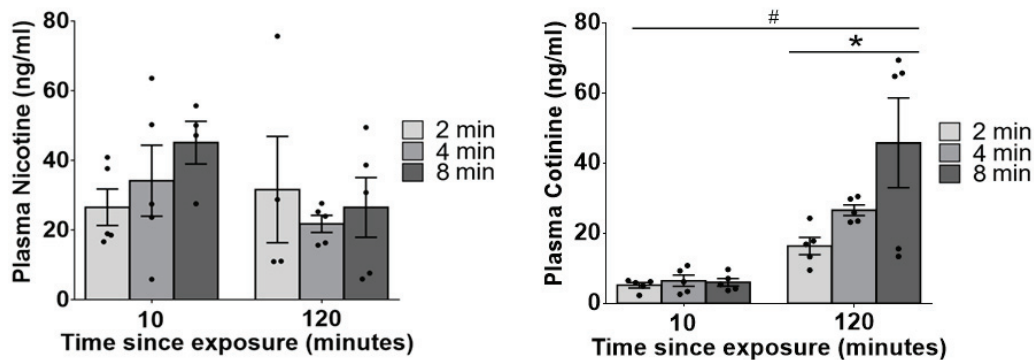 Plasma Nicotine (ng/ml)
80
60
40
20
0
10
120
Time since exposure (minutes)
2 min
4 min
8 min
Plasma Cotinine (ng/ml)
80
60
40
20
0
#
*
10
120
Time since exposure (minutes)
2 min
4 min
8 min